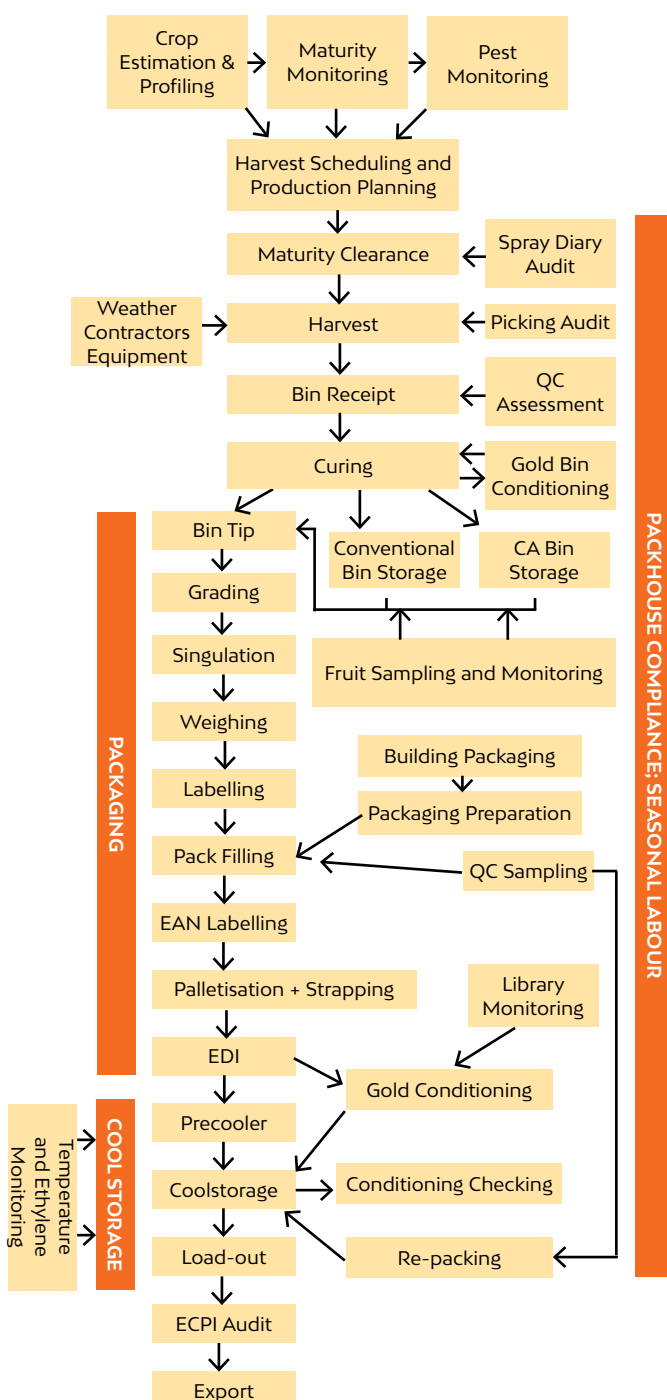 Crop
Estimation &
Profiling
Maturity
Monitoring
Pest
Monitoring
Harvest Scheduling and
Production Planning
Maturity Clearance
Spray Diary
Audit
Weather
Contractors
Equipment
Harvest
Picking Audit
Bin Receipt
QC
Assessment
Curing
Gold Bin
Conditioning
Bin Tip
Conventional
Bin Storage
CA Bin
Storage
Grading
Singulation
Fruit Sampling and Monitoring
Weighing
Building Packaging
Labelling
Packaging Preparation
Pack Filling
QC Sampling
EAN Labelling
Palletisation + Strapping
Library
Monitoring
EDI
Gold Conditioning
Precooler
Coolstorage
Conditioning Checking
Load-out
Re-packing
ECPI Audit
Export
PACKAGING
COOL STORAGE
Temperature
and Ethylene
Monitoring
PACKHOUSE COMPLIANCE; SEASONAL LABOUR